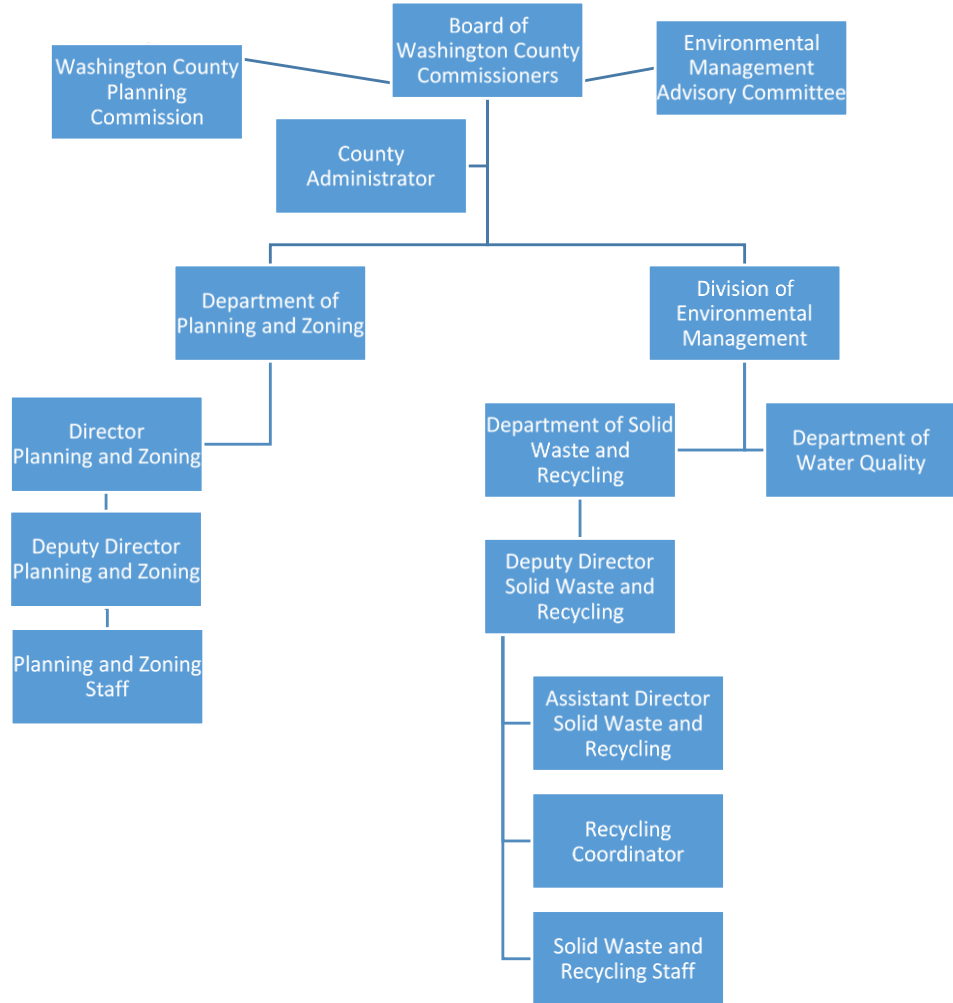 Board of
Washington County
Commissioners
Washington County
Planning
Commission
Environmental
Management
Advisory Committee
County
Administrator
Department of
Planning and Zoning
Division of
Environmental
Management
Director
Planning and Zoning
Department of Solid
Waste and
Recycling
Department of
Water Quality
Deputy Director
Planning and Zoning
Deputy Director
Solid Waste and
Recycling
Planning and Zoning
Staff
Assistant Director
Solid Waste and
Recycling
Recycling
Coordinator
Solid Waste and
Recycling Staff